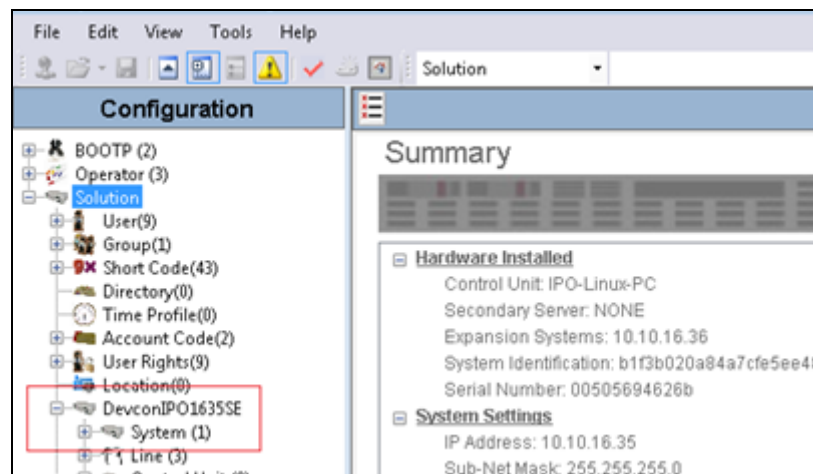 File Edit View Tools Help
Solution
Configuration
BOOTP (2)
Operator (3)
Solution
User(9)
Group(1)
Short Code(43)
Directory(0)
Time Profile(0)
Account Code(2)
User Rights(9)
Location(0)
DevconIPO1635SE
System (1)
Line (3)
Summary
Hardware Installed
Control Unit: IPO-Linux-PC
Secondary Server: NONE
Expansion Systems: 10.10.16.36
System Identification: b1f3b020a84a7cfe5ee48
Serial Number: 00505694626b
System Settings
IP Address: 10.10.16.35
Sub-Net Mask: 255.255.255.0